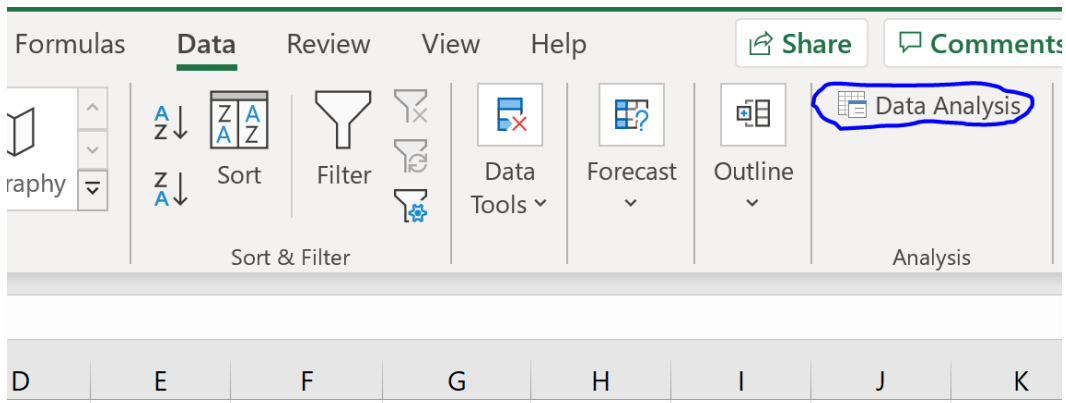 Formulas Data Review View Help Share Comments
Data Analysis
raphy Sort Filter Data Tools Forecast Outline
Sort & Filter Analysis
D E F G H I J K